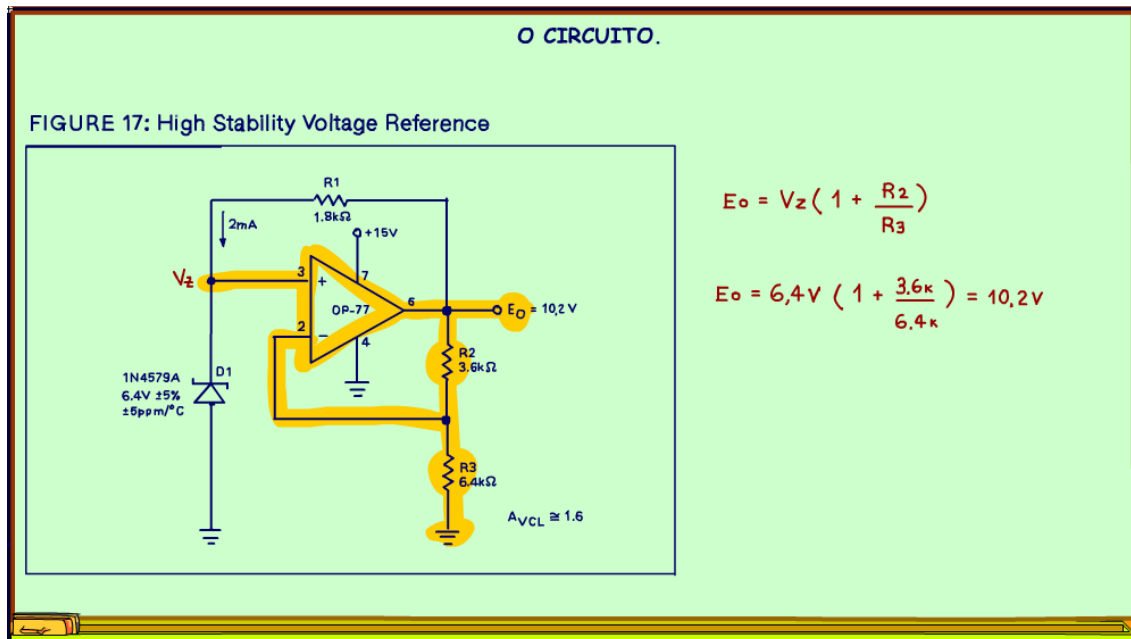 O CIRCUITO.
FIGURE 17: High Stability Voltage Reference
R1
1.8kΩ
2mA
+15V
Vz
3
+
7
OP-77
6
E_O = 10,2 V
2
−
4
R2
3.6kΩ
1N4579A
6.4V ±5%
±5ppm/°C
D1
R3
6.4kΩ
A_VCL ≅ 1.6
Eo = Vz ( 1 + R2/R3 )
Eo = 6,4V ( 1 + 3.6K/6.4K ) = 10,2V